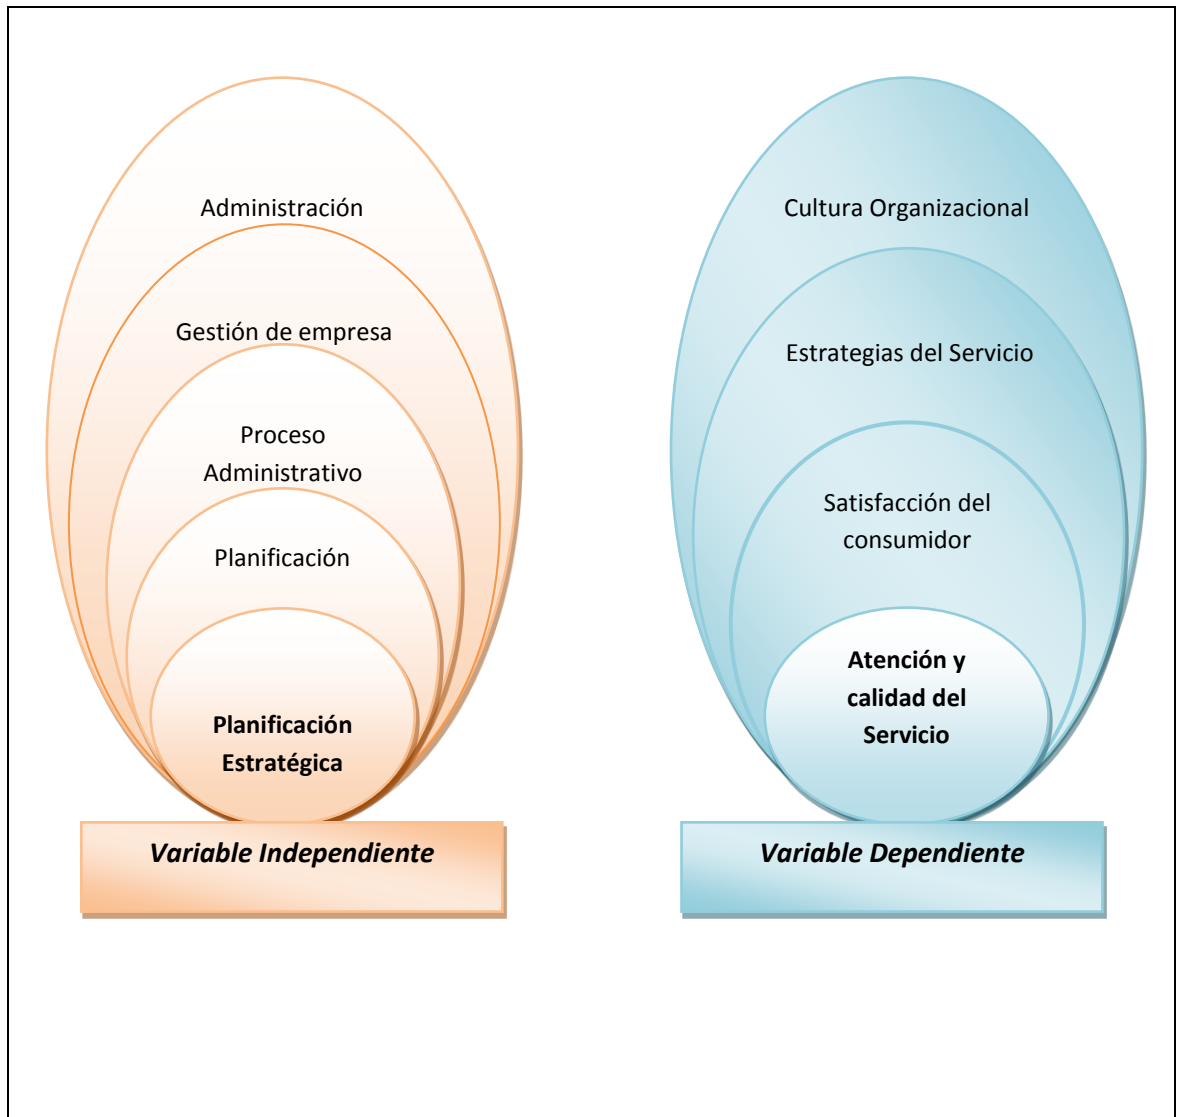 Administración
Gestión de empresa
Proceso
Administrativo
Planificación
Planificación
Estratégica
Variable Independiente
Cultura Organizacional
Estrategias del Servicio
Satisfacción del
consumidor
Atención y
calidad del
Servicio
Variable Dependiente